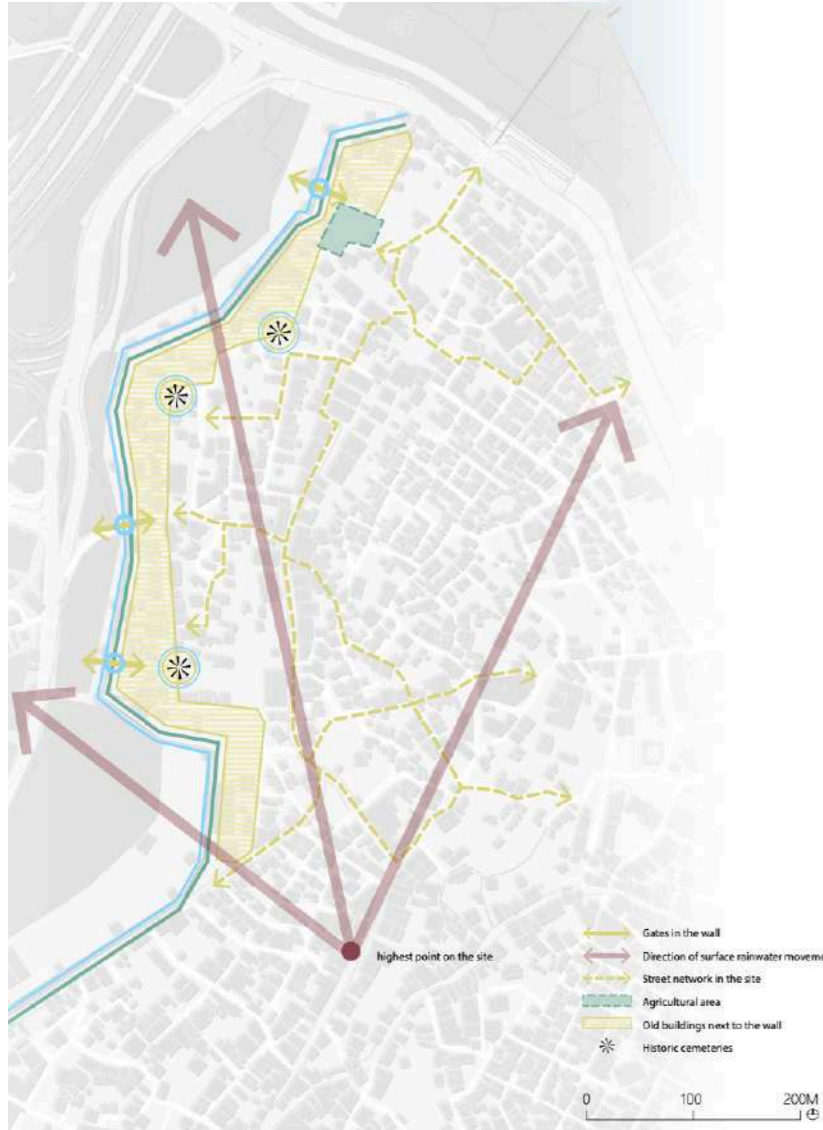 highest point on the site
Gates in the wall
Direction of surface rainwater moveme
Street network in the site
Agricultural area
Old buildings next to the wall
Historic cemeteries
0 100 200M